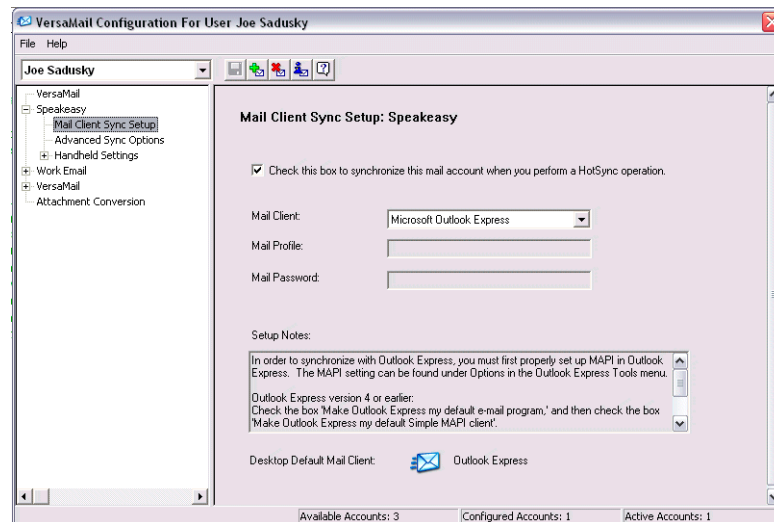 VersaMail Configuration For User Joe Sadusky
File Help
Joe Sadusky
VersaMail
Speakeasy
Mail Client Sync Setup
Advanced Sync Options
Handheld Settings
Work Email
VersaMail
Attachment Conversion
Mail Client Sync Setup: Speakeasy
Check this box to synchronize this mail account when you perform a HotSync operation.
Mail Client: Microsoft Outlook Express
Mail Profile:
Mail Password:
Setup Notes:
In order to synchronize with Outlook Express, you must first properly set up MAPI in Outlook
Express. The MAPI setting can be found under Options in the Outlook Express Tools menu.
Outlook Express version 4 or earlier:
Check the box 'Make Outlook Express my default e-mail program,' and then check the box
'Make Outlook Express my default Simple MAPI client'.
Desktop Default Mail Client: Outlook Express
Available Accounts: 3 Configured Accounts: 1 Active Accounts: 1